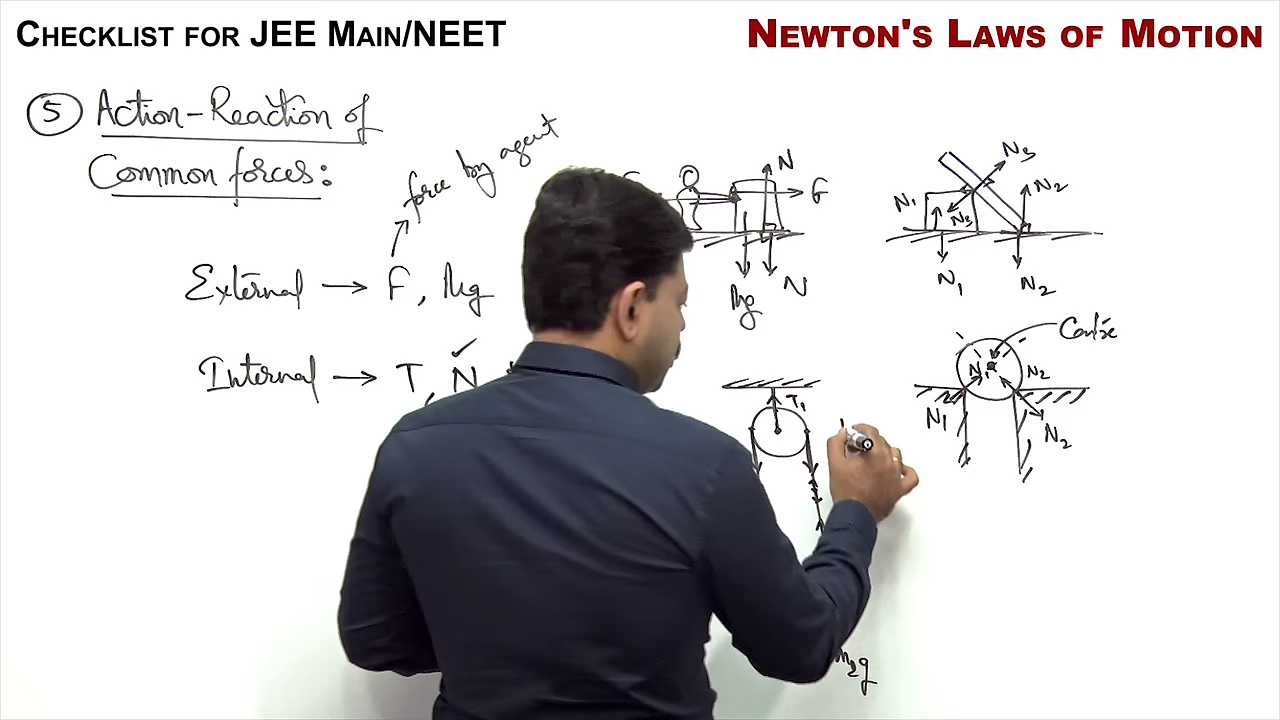 CHECKLIST FOR JEE MAIN/NEET
NEWTON'S LAWS OF MOTION
5 Action-Reaction of
Common forces:
force by agent
External → F, Mg
Internal → T, N
N
F
N
Mg
N3
N1
N2
N3
N1
N2
T1
Centre
N1
N2
N1
N2
m2g